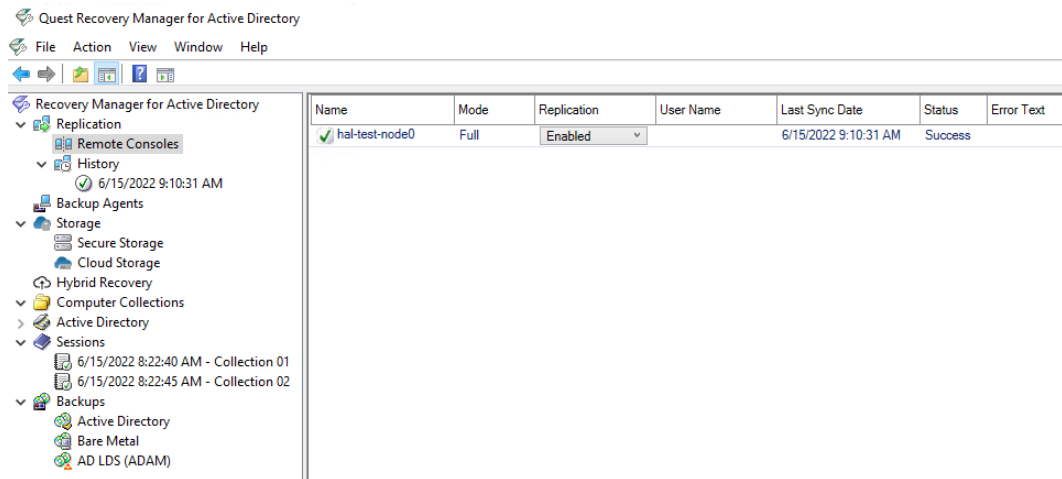 Quest Recovery Manager for Active Directory
File Action View Window Help
Recovery Manager for Active Directory
Replication
Remote Consoles
History
6/15/2022 9:10:31 AM
Backup Agents
Storage
Secure Storage
Cloud Storage
Hybrid Recovery
Computer Collections
Active Directory
Sessions
6/15/2022 8:22:40 AM - Collection 01
6/15/2022 8:22:45 AM - Collection 02
Backups
Active Directory
Bare Metal
AD LDS (ADAM)
Name Mode Replication User Name Last Sync Date Status Error Text
hal-test-node0 Full Enabled 6/15/2022 9:10:31 AM Success